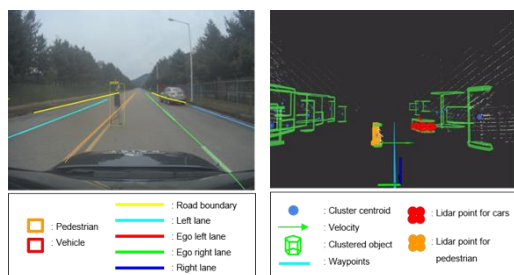 : Pedestrian
: Vehicle
: Road boundary
: Left lane
: Ego left lane
: Ego right lane
: Right lane
: Cluster centroid
: Velocity
: Clustered object
: Waypoints
: Lidar point for cars
: Lidar point for
pedestrian